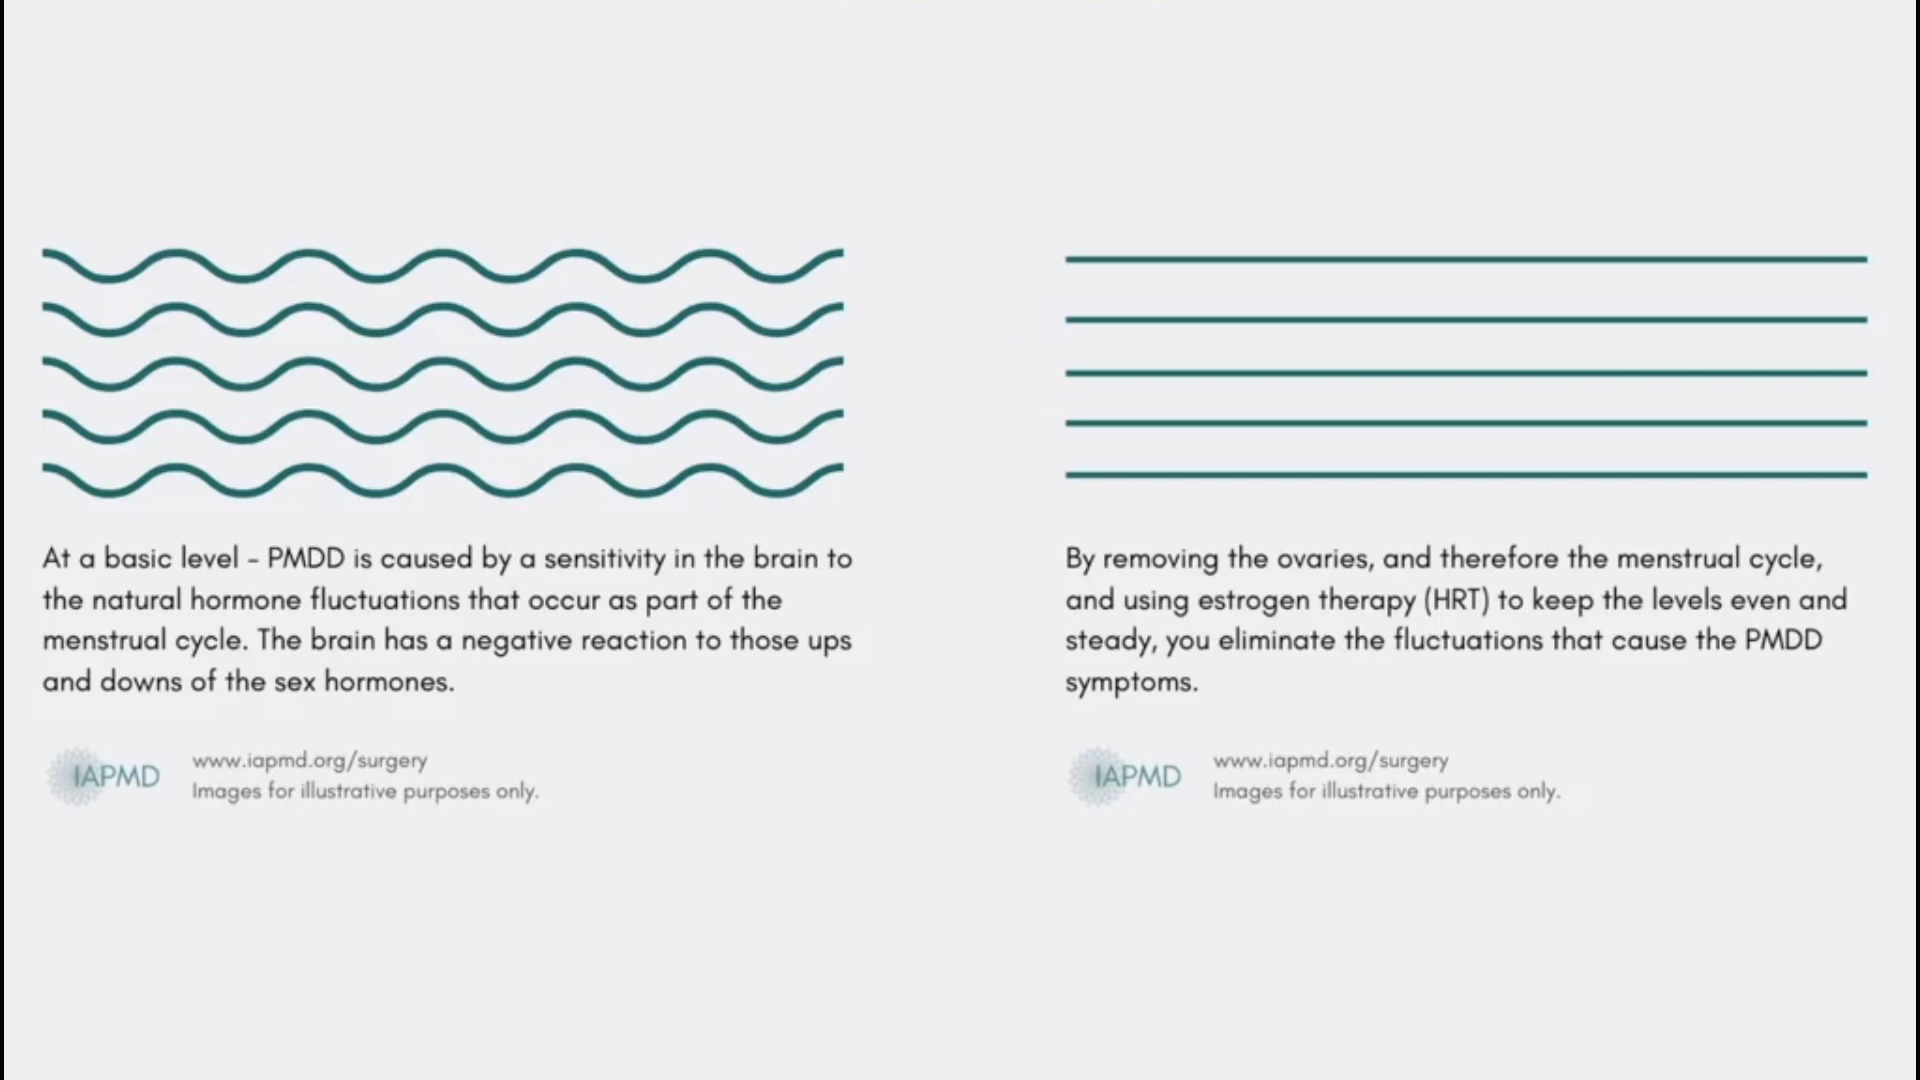 At a basic level - PMDD is caused by a sensitivity in the brain to
the natural hormone fluctuations that occur as part of the
menstrual cycle. The brain has a negative reaction to those ups
and downs of the sex hormones.
IAPMD
www.iapmd.org/surgery
Images for illustrative purposes only.
By removing the ovaries, and therefore the menstrual cycle,
and using estrogen therapy (HRT) to keep the levels even and
steady, you eliminate the fluctuations that cause the PMDD
symptoms.
IAPMD
www.iapmd.org/surgery
Images for illustrative purposes only.